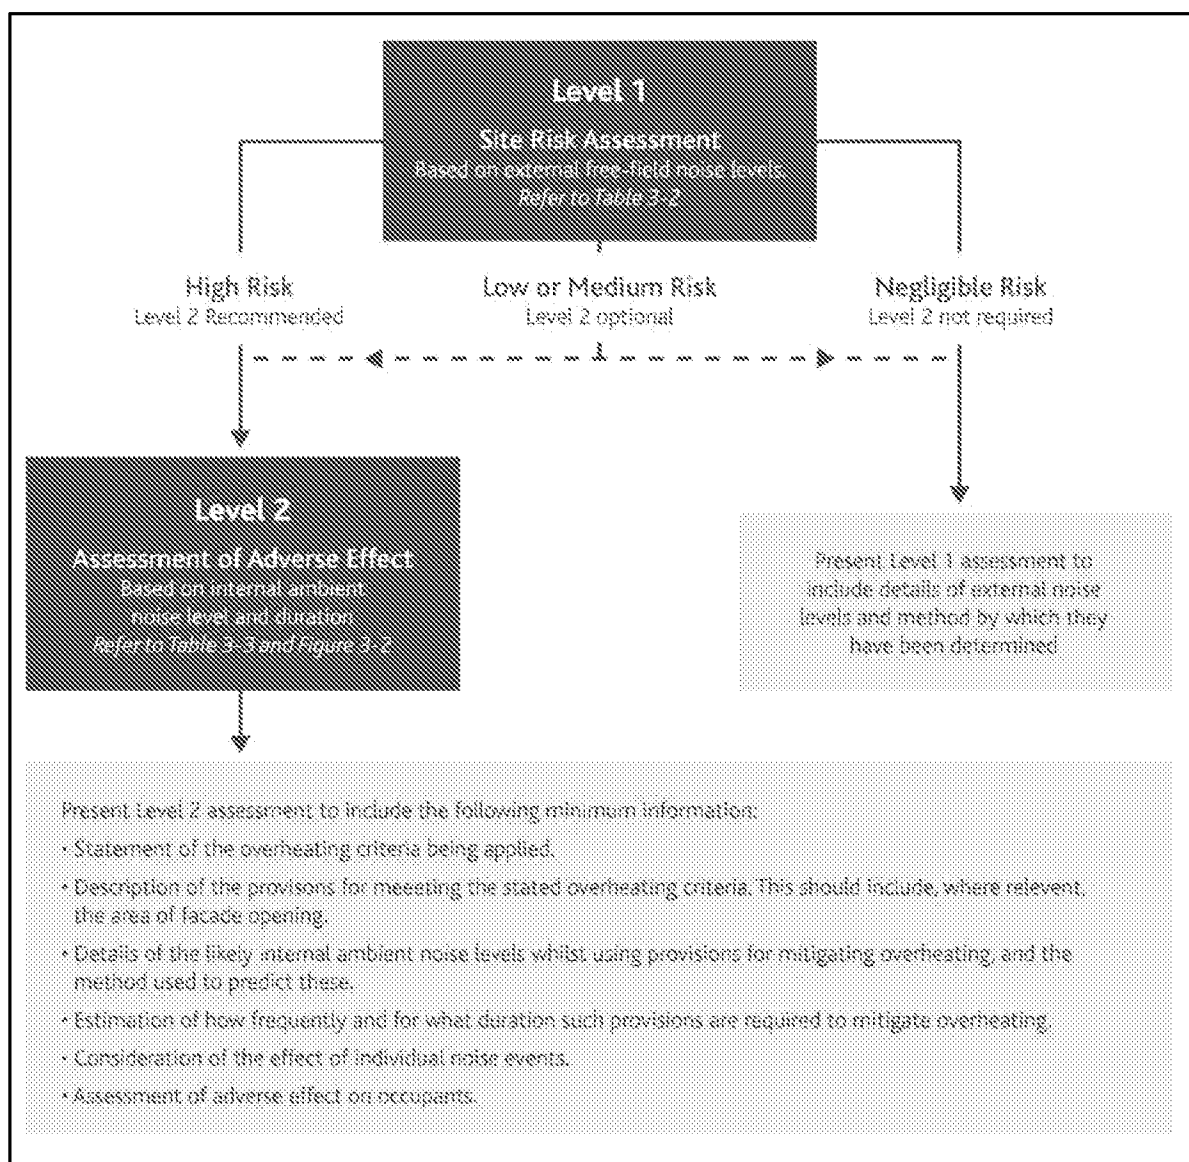 Level 1
Site Risk Assessment
Based on external free-field noise levels
Refer to Table 3-2
High Risk
Level 2 Recommended
Low or Medium Risk
Level 2 optional
Negligible Risk
Level 2 not required
Level 2
Assessment of Adverse Effect
Based on internal ambient
noise level and duration
Refer to Table 3-3 and Figure 3-2
Present Level 1 assessment to
include details of external noise
levels and method by which they
have been determined
Present Level 2 assessment to include the following minimum information:
• Statement of the overheating criteria being applied.
• Description of the provisons for meeeting the stated overheating criteria. This should include, where relevent,
the area of facade opening.
• Details of the likely internal ambient noise levels whilst using provisions for mitigating overheating, and the
method used to predict these.
• Estimation of how frequently and for what duration such provisions are required to mitigate overheating.
• Consideration of the effect of individual noise events.
• Assessment of adverse effect on occupants.